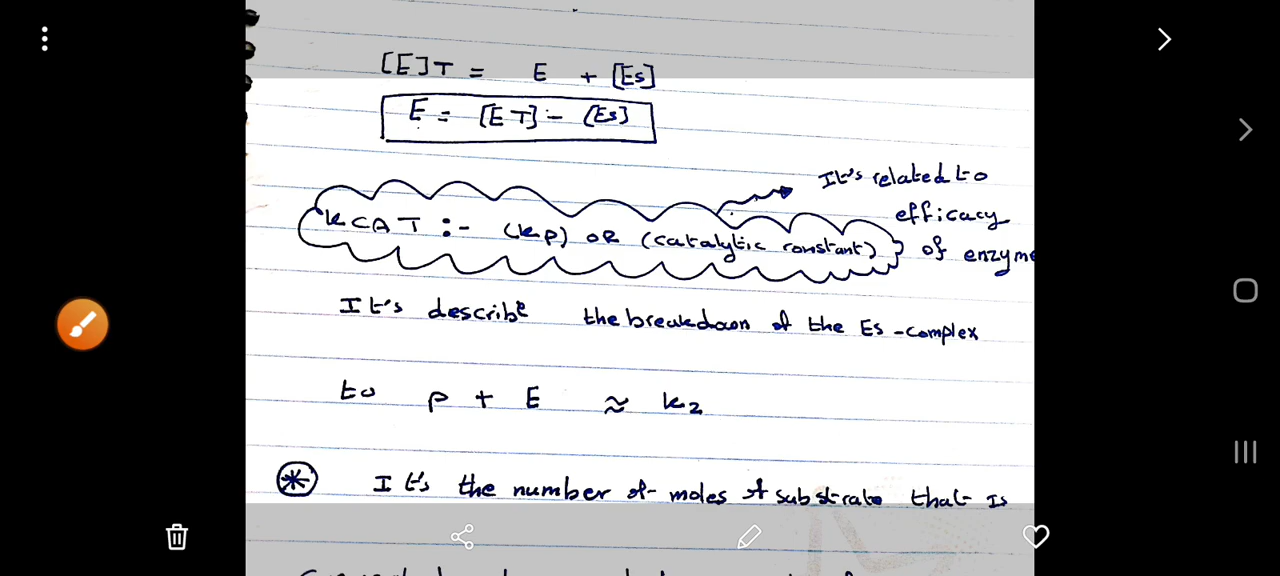 [E]T = E + [Es]
E = [ET] - [Es]
It's related to
efficacy
of enzyme
KCAT :- (kp) OR (catalytic constant)
It's describe the breakdown of the Es-complex
to p + E ≈ k2
It's the number of moles of substrate that is